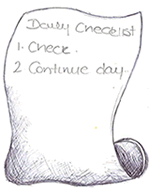 Daily Checklist
1. Check.
2 Continue day.